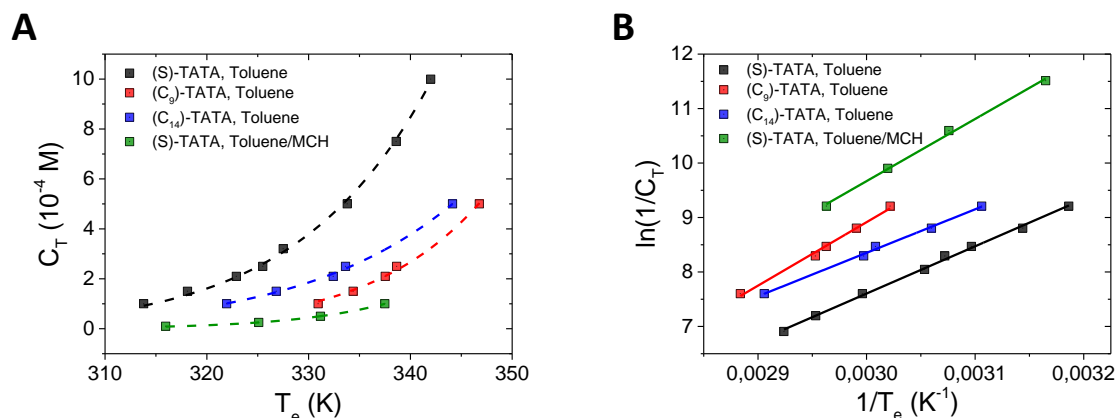 A
(S)-TATA, Toluene
(C₉)-TATA, Toluene
(C₁₄)-TATA, Toluene
(S)-TATA, Toluene/MCH
10
8
6
4
2
0
C_T (10⁻⁴ M)
310 320 330 340 350
T_e (K)
B
(S)-TATA, Toluene
(C₉)-TATA, Toluene
(C₁₄)-TATA, Toluene
(S)-TATA, Toluene/MCH
12
11
10
9
8
7
ln(1/C_T)
0,0029 0,0030 0,0031 0,0032
1/T_e (K⁻¹)